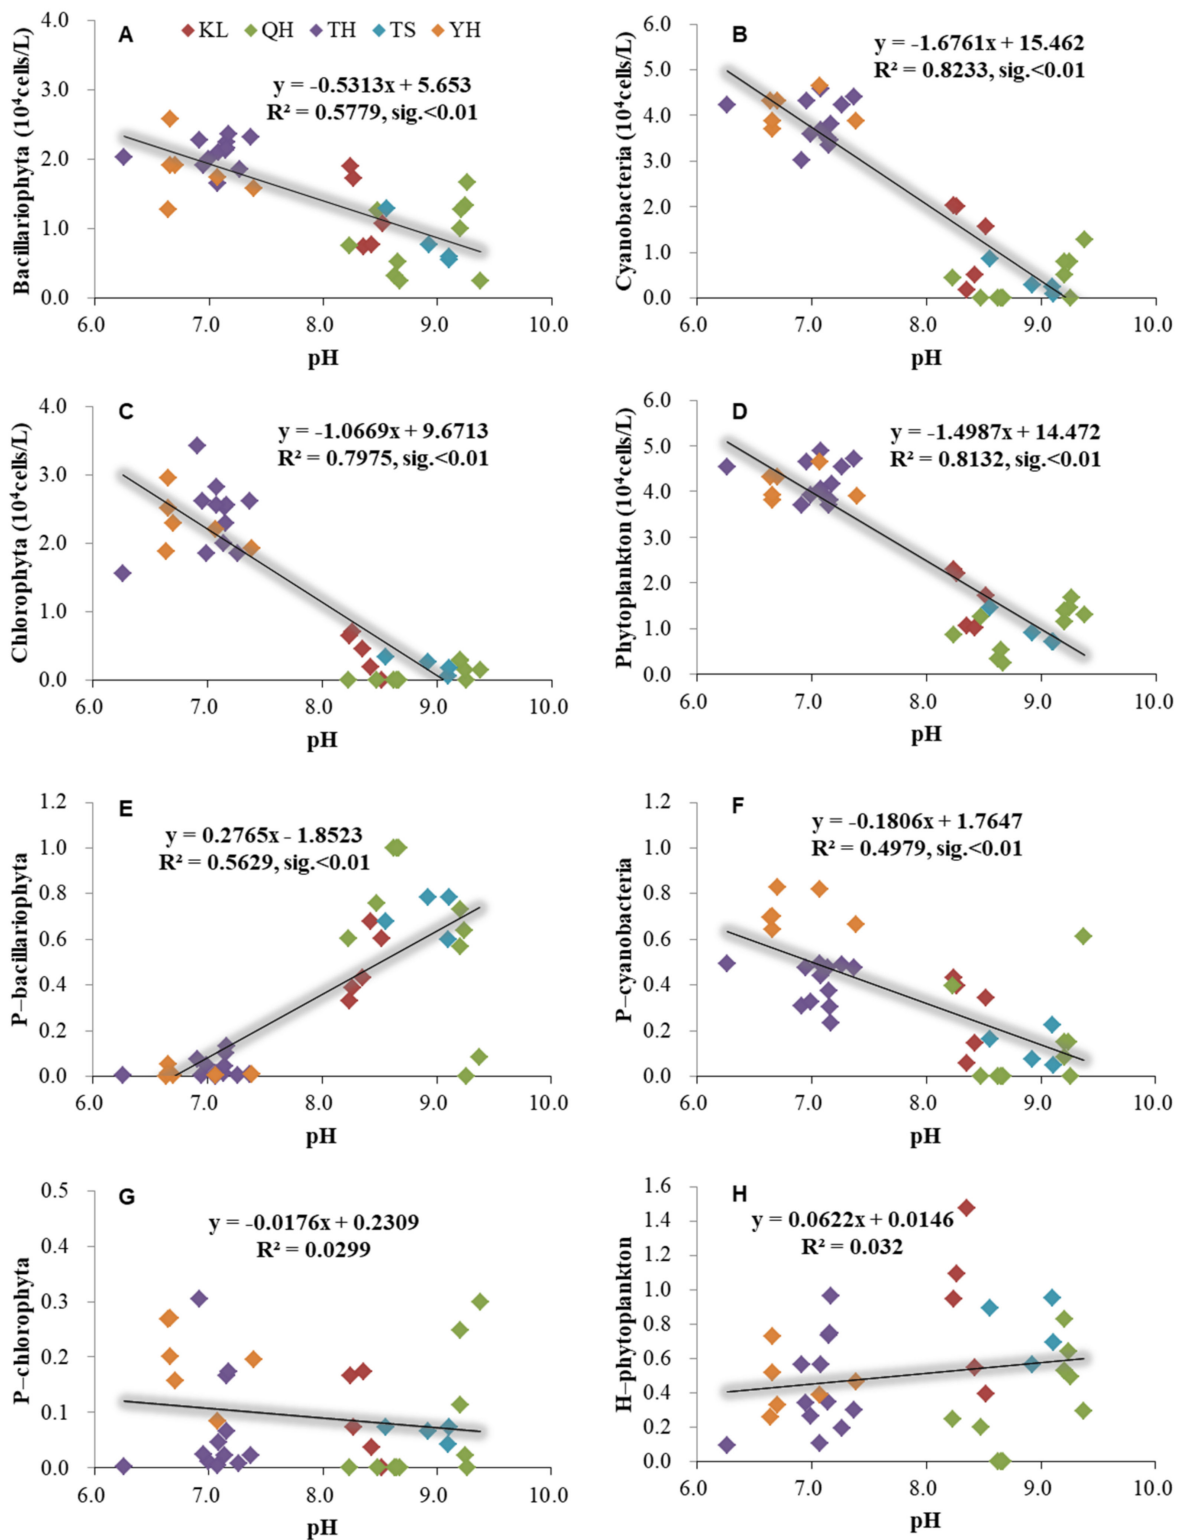 A
KL QH TH TS YH
y = -0.5313x + 5.653
R² = 0.5779, sig.<0.01
Bacillariophyta (10⁴cells/L)
4.0
3.0
2.0
1.0
0.0
6.0 7.0 8.0 9.0 10.0
pH
B
y = -1.6761x + 15.462
R² = 0.8233, sig.<0.01
Cyanobacteria (10⁴cells/L)
6.0
5.0
4.0
3.0
2.0
1.0
0.0
6.0 7.0 8.0 9.0 10.0
pH
C
y = -1.0669x + 9.6713
R² = 0.7975, sig.<0.01
Chlorophyta (10⁴cells/L)
4.0
3.0
2.0
1.0
0.0
6.0 7.0 8.0 9.0 10.0
pH
D
y = -1.4987x + 14.472
R² = 0.8132, sig.<0.01
Phytoplankton (10⁴cells/L)
6.0
5.0
4.0
3.0
2.0
1.0
0.0
6.0 7.0 8.0 9.0 10.0
pH
E
y = 0.2765x - 1.8523
R² = 0.5629, sig.<0.01
P–bacillariophyta
1.2
1.0
0.8
0.6
0.4
0.2
0.0
6.0 7.0 8.0 9.0 10.0
pH
F
y = -0.1806x + 1.7647
R² = 0.4979, sig.<0.01
P–cyanobacteria
1.2
1.0
0.8
0.6
0.4
0.2
0.0
6.0 7.0 8.0 9.0 10.0
pH
G
y = -0.0176x + 0.2309
R² = 0.0299
P–chlorophyta
0.5
0.4
0.3
0.2
0.1
0.0
6.0 7.0 8.0 9.0 10.0
pH
H
y = 0.0622x + 0.0146
R² = 0.032
H–phytoplankton
1.6
1.4
1.2
1.0
0.8
0.6
0.4
0.2
0.0
6.0 7.0 8.0 9.0 10.0
pH